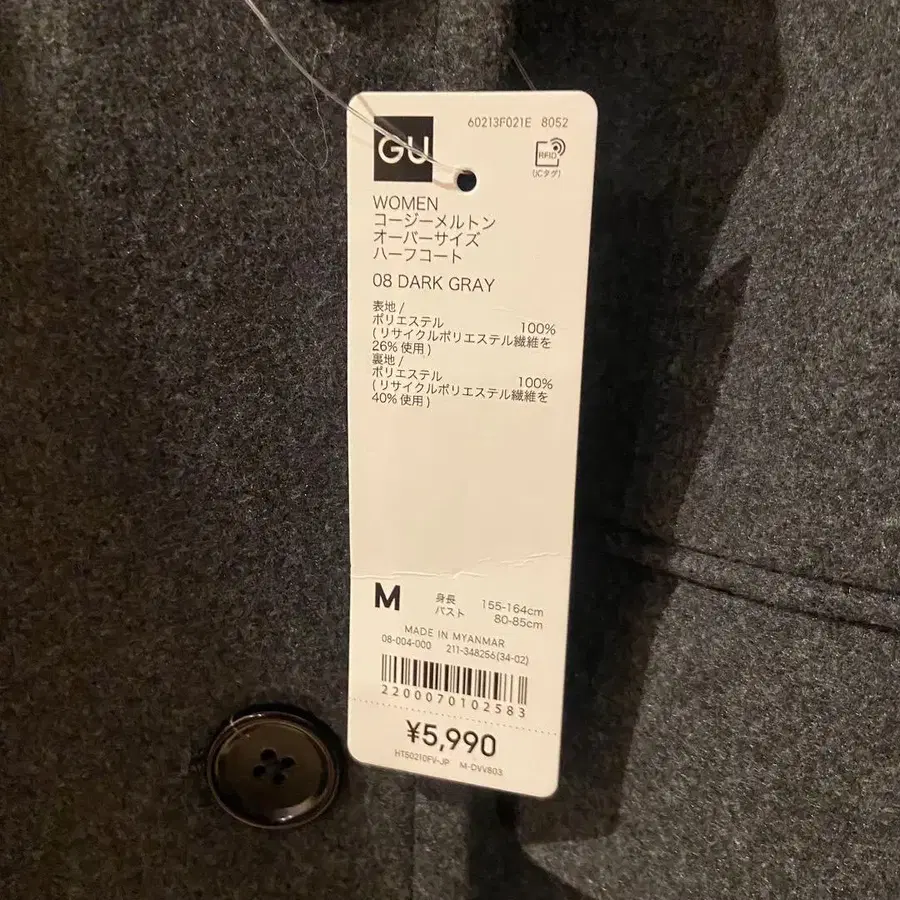 60213F021E 8052
GU
RFID
(ICタグ)
WOMEN
コージーメルトン
オーバーサイズ
ハーフコート
08 DARK GRAY
表地 /
ポリエステル 100%
(リサイクルポリエステル繊維を
26%使用)
裏地 /
ポリエステル 100%
(リサイクルポリエステル繊維を
40%使用)
M 身長 155-164cm
バスト 80-85cm
MADE IN MYANMAR
08-004-000 211-348256(34-02)
2200070102583
¥5,990
HTS0210FV-JP M-DVV803